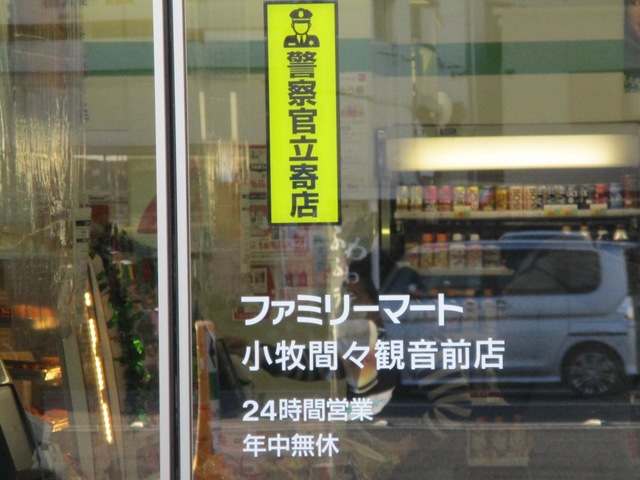 警察官立寄店
ファミリーマート
小牧間々観音前店
24時間営業
年中無休